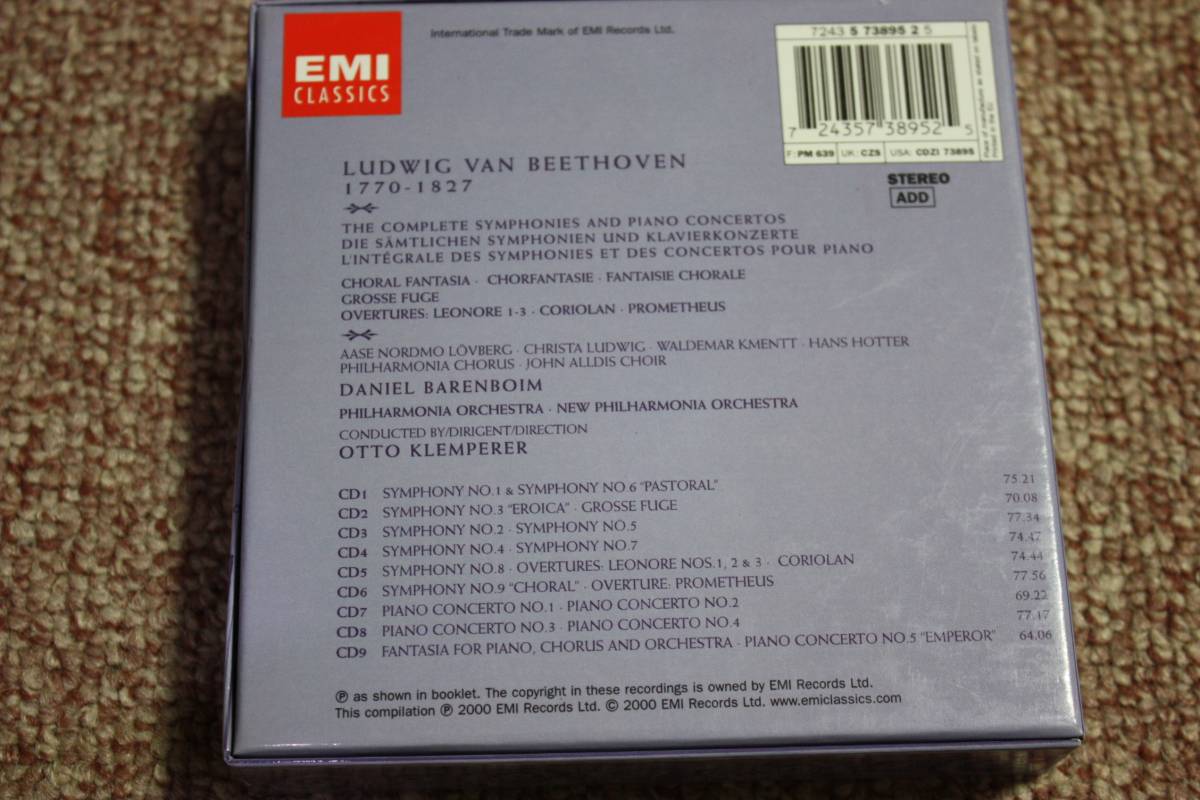 EMI
CLASSICS
International Trade Mark of EMI Records Ltd.
7243 5 73895 2 5
7 24357 38952 5
F: PM 639 UK: CZS USA: CDZI 73895
Printed in the EU
STEREO
ADD
LUDWIG VAN BEETHOVEN
1770-1827
THE COMPLETE SYMPHONIES AND PIANO CONCERTOS
DIE SÄMTLICHEN SYMPHONIEN UND KLAVIERKONZERTE
L'INTÉGRALE DES SYMPHONIES ET DES CONCERTOS POUR PIANO
CHORAL FANTASIA · CHORFANTASIE · FANTAISIE CHORALE
GROSSE FUGE
OVERTURES: LEONORE 1-3 · CORIOLAN · PROMETHEUS
AASE NORDMO LÖVBERG · CHRISTA LUDWIG · WALDEMAR KMENTT · HANS HOTTER
PHILHARMONIA CHORUS · JOHN ALLDIS CHOIR
DANIEL BARENBOIM
PHILHARMONIA ORCHESTRA · NEW PHILHARMONIA ORCHESTRA
CONDUCTED BY/DIRIGENT/DIRECTION
OTTO KLEMPERER
CD1 SYMPHONY NO.1 & SYMPHONY NO.6 "PASTORAL" 75.21
CD2 SYMPHONY NO.3 "EROICA" · GROSSE FUGE 70.08
CD3 SYMPHONY NO.2 · SYMPHONY NO.5 77.34
CD4 SYMPHONY NO.4 · SYMPHONY NO.7 74.47
CD5 SYMPHONY NO.8 · OVERTURES: LEONORE NOS.1, 2 & 3 · CORIOLAN 74.44
CD6 SYMPHONY NO.9 "CHORAL" · OVERTURE: PROMETHEUS 77.56
CD7 PIANO CONCERTO NO.1 · PIANO CONCERTO NO.2 69.22
CD8 PIANO CONCERTO NO.3 · PIANO CONCERTO NO.4 77.17
CD9 FANTASIA FOR PIANO, CHORUS AND ORCHESTRA · PIANO CONCERTO NO.5 "EMPEROR" 64.06
℗ as shown in booklet. The copyright in these recordings is owned by EMI Records Ltd.
This compilation ℗ 2000 EMI Records Ltd. © 2000 EMI Records Ltd. www.emiclassics.com